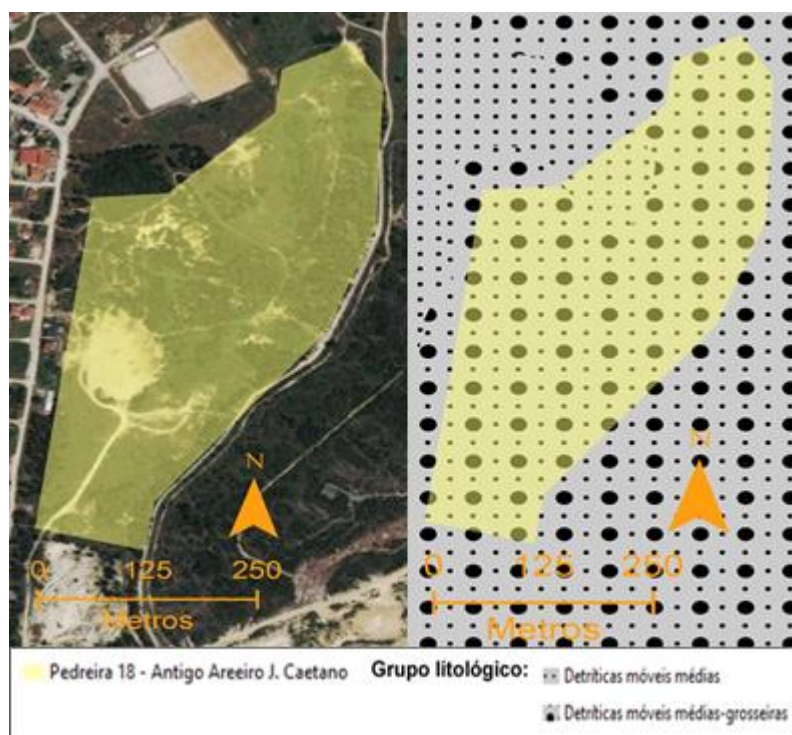 N
0 125 250
Metros
N
0 125 250
Metros
Pedreira 18 - Antigo Areeiro J. Caetano
Grupo litológico:
Detríticas móveis médias
Detríticas móveis médias-grosseiras